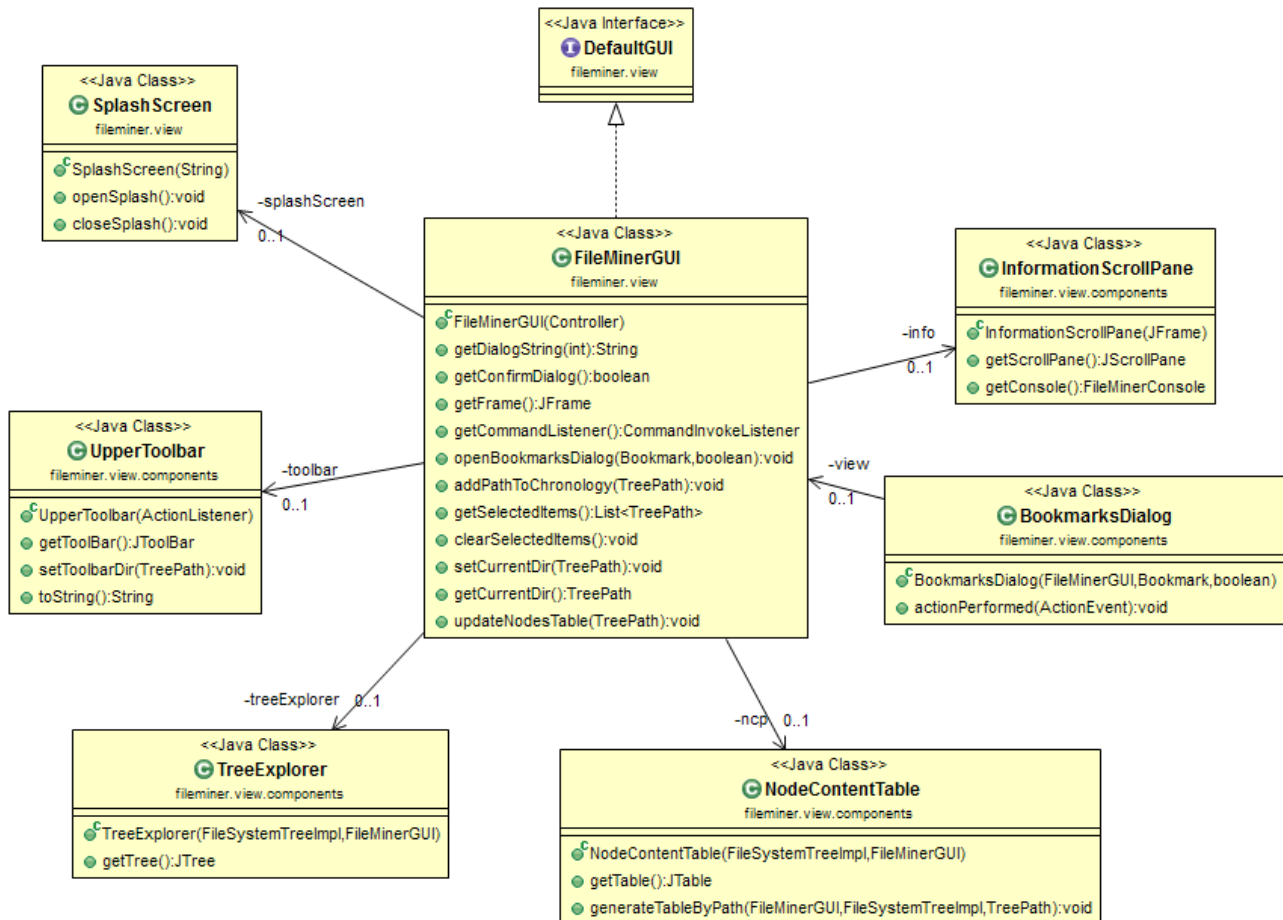 <<Java Interface>>
DefaultGUI
fileminer.view
<<Java Class>>
SplashScreen
fileminer.view
SplashScreen(String)
openSplash():void
closeSplash():void
-splashScreen
0..1
<<Java Class>>
FileMinerGUI
fileminer.view
FileMinerGUI(Controller)
getDialogString(int):String
getConfirmDialog():boolean
getFrame():JFrame
getCommandListener():CommandInvokeListener
openBookmarksDialog(Bookmark,boolean):void
addPathToChronology(TreePath):void
getSelectedItems():List<TreePath>
clearSelectedItems():void
setCurrentDir(TreePath):void
getCurrentDir():TreePath
updateNodesTable(TreePath):void
<<Java Class>>
InformationScrollPane
fileminer.view.components
InformationScrollPane(JFrame)
getScrollPane():JScrollPane
getConsole():FileMinerConsole
-info
0..1
<<Java Class>>
UpperToolbar
fileminer.view.components
UpperToolbar(ActionListener)
getToolBar():JToolBar
setToolbarDir(TreePath):void
toString():String
-toolbar
0..1
-view
0..1
<<Java Class>>
BookmarksDialog
fileminer.view.components
BookmarksDialog(FileMinerGUI,Bookmark,boolean)
actionPerformed(ActionEvent):void
-treeExplorer
0..1
<<Java Class>>
TreeExplorer
fileminer.view.components
TreeExplorer(FileSystemTreeImpl,FileMinerGUI)
getTree():JTree
-ncp
0..1
<<Java Class>>
NodeContentTable
fileminer.view.components
NodeContentTable(FileSystemTreeImpl,FileMinerGUI)
getTable():JTable
generateTableByPath(FileMinerGUI,FileSystemTreeImpl,TreePath):void